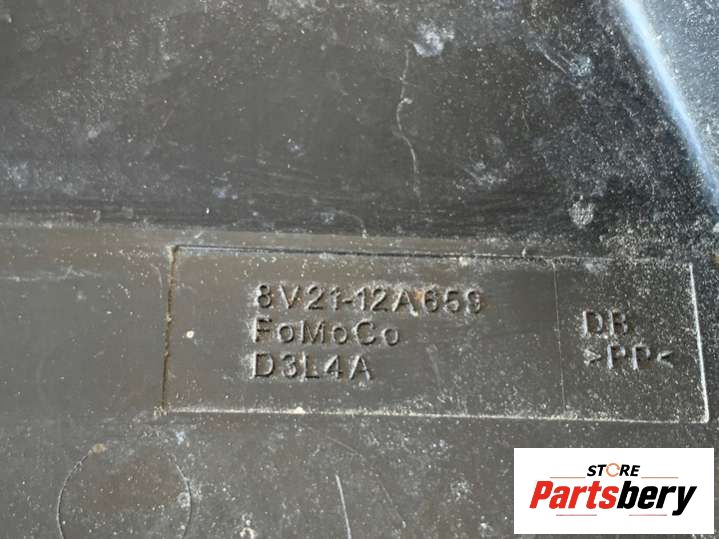 8V21-12A659
FoMoCo
D3L4A
DB
>PP<
STORE
Partsbery